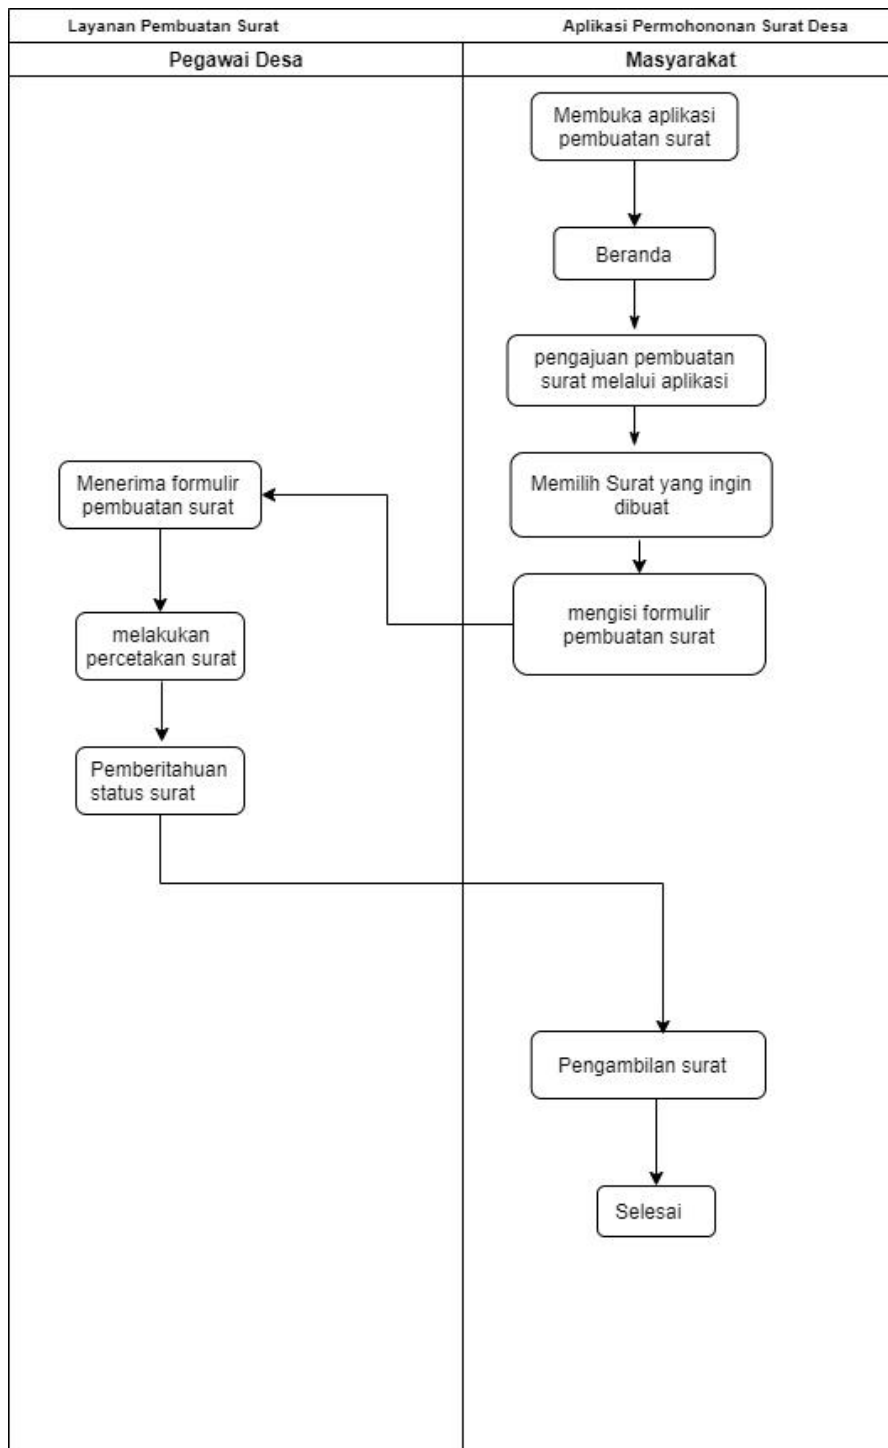 Layanan Pembuatan Surat
Aplikasi Permohononan Surat Desa
Pegawai Desa
Masyarakat
Membuka aplikasi
pembuatan surat
Beranda
pengajuan pembuatan
surat melalui aplikasi
Memilih Surat yang ingin
dibuat
mengisi formulir
pembuatan surat
Menerima formulir
pembuatan surat
melakukan
percetakan surat
Pemberitahuan
status surat
Pengambilan surat
Selesai